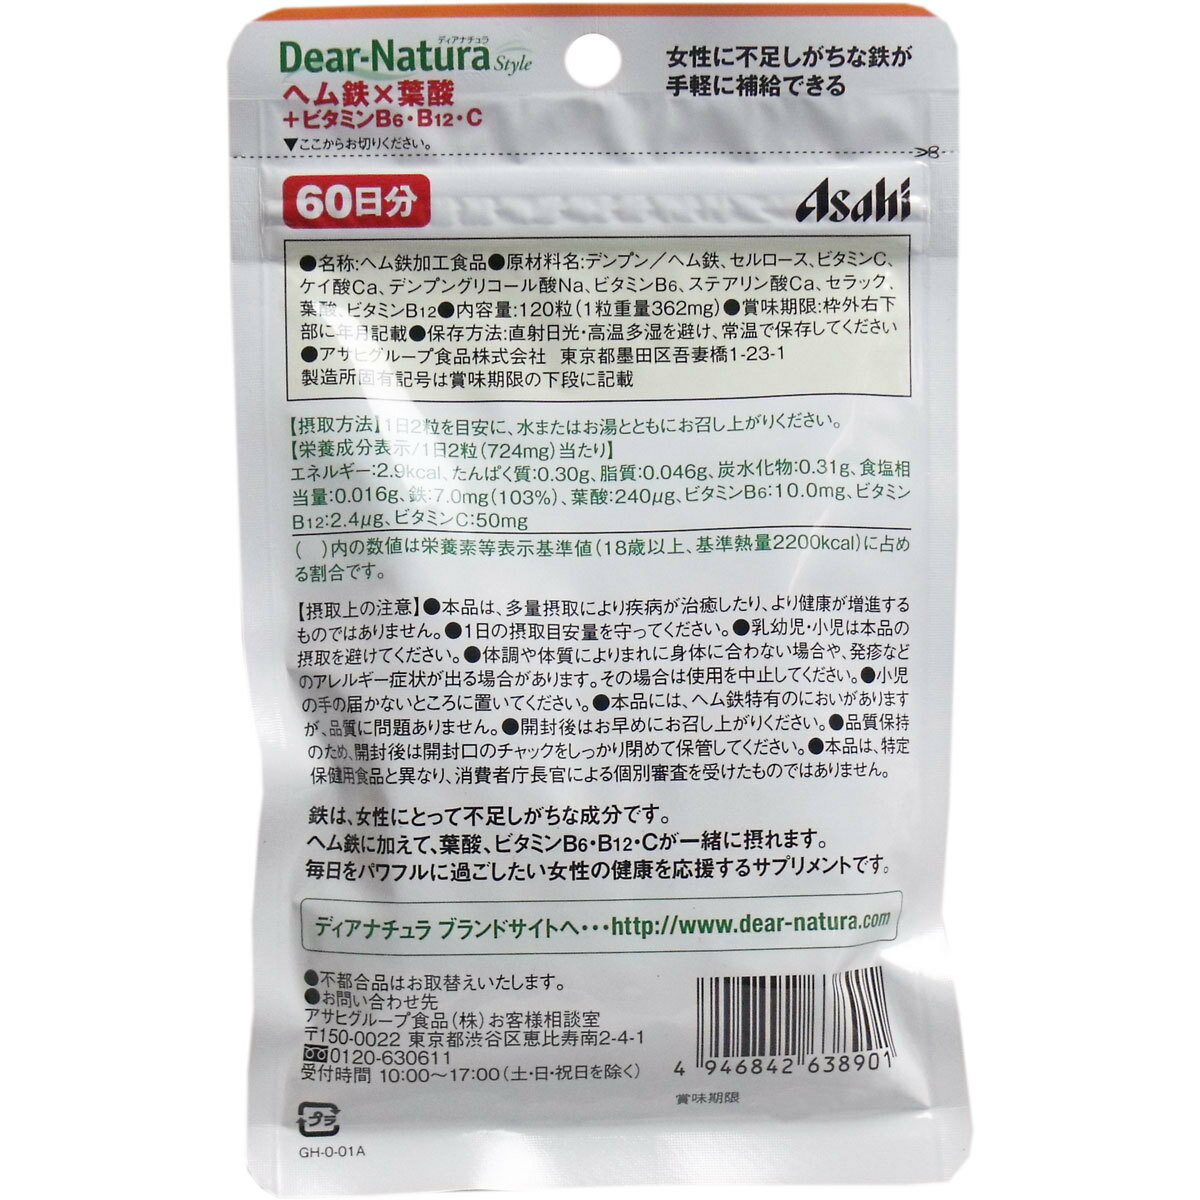 ディアナチュラ
Dear-Natura Style
ヘム鉄×葉酸
+ビタミンB6・B12・C
▼ここからお切りください。
女性に不足しがちな鉄が
手軽に補給できる
60日分
Asahi
●名称:ヘム鉄加工食品●原材料名:デンプン/ヘム鉄、セルロース、ビタミンC、
ケイ酸Ca、デンプングリコール酸Na、ビタミンB6、ステアリン酸Ca、セラック、
葉酸、ビタミンB12●内容量:120粒(1粒重量362mg)●賞味期限:枠外右下
部に年月記載●保存方法:直射日光・高温多湿を避け、常温で保存してください
●アサヒグループ食品株式会社 東京都墨田区吾妻橋1-23-1
製造所固有記号は賞味期限の下段に記載
【摂取方法】1日2粒を目安に、水またはお湯とともにお召し上がりください。
【栄養成分表示/1日2粒(724mg)当たり】
エネルギー:2.9kcal、たんぱく質:0.30g、脂質:0.046g、炭水化物:0.31g、食塩相
当量:0.016g、鉄:7.0mg(103%)、葉酸:240μg、ビタミンB6:10.0mg、ビタミン
B12:2.4μg、ビタミンC:50mg
( )内の数値は栄養素等表示基準値(18歳以上、基準熱量2200kcal)に占め
る割合です。
【摂取上の注意】●本品は、多量摂取により疾病が治癒したり、より健康が増進する
ものではありません。●1日の摂取目安量を守ってください。●乳幼児・小児は本品の
摂取を避けてください。●体調や体質によりまれに身体に合わない場合や、発疹など
のアレルギー症状が出る場合があります。その場合は使用を中止してください。●小児
の手の届かないところに置いてください。●本品には、ヘム鉄特有のにおいがあります
が、品質に問題ありません。●開封後はお早めにお召し上がりください。●品質保持
のため、開封後は開封口のチャックをしっかり閉めて保管してください。●本品は、特定
保健用食品と異なり、消費者庁長官による個別審査を受けたものではありません。
鉄は、女性にとって不足しがちな成分です。
ヘム鉄に加えて、葉酸、ビタミンB6・B12・Cが一緒に摂れます。
毎日をパワフルに過ごしたい女性の健康を応援するサプリメントです。
ディアナチュラ ブランドサイトへ・・・http://www.dear-natura.com
●不都合品はお取替えいたします。
●お問い合わせ先
アサヒグループ食品(株)お客様相談室
〒150-0022 東京都渋谷区恵比寿南2-4-1
0120-630611
受付時間 10:00～17:00(土・日・祝日を除く)
4 946842 638901
賞味期限
プラ
GH-0-01A